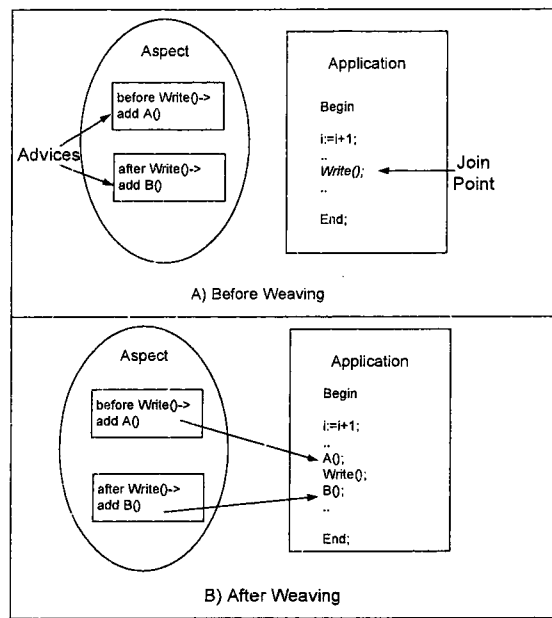 Aspect
before Write()->
add A()
Advices
after Write()->
add B()
Application
Begin
i:=i+1;
..
Write();
..
End;
Join
Point
A) Before Weaving
Aspect
before Write()->
add A()
after Write()->
add B()
Application
Begin
i:=i+1;
..
A();
Write();
B();
..
End;
B) After Weaving